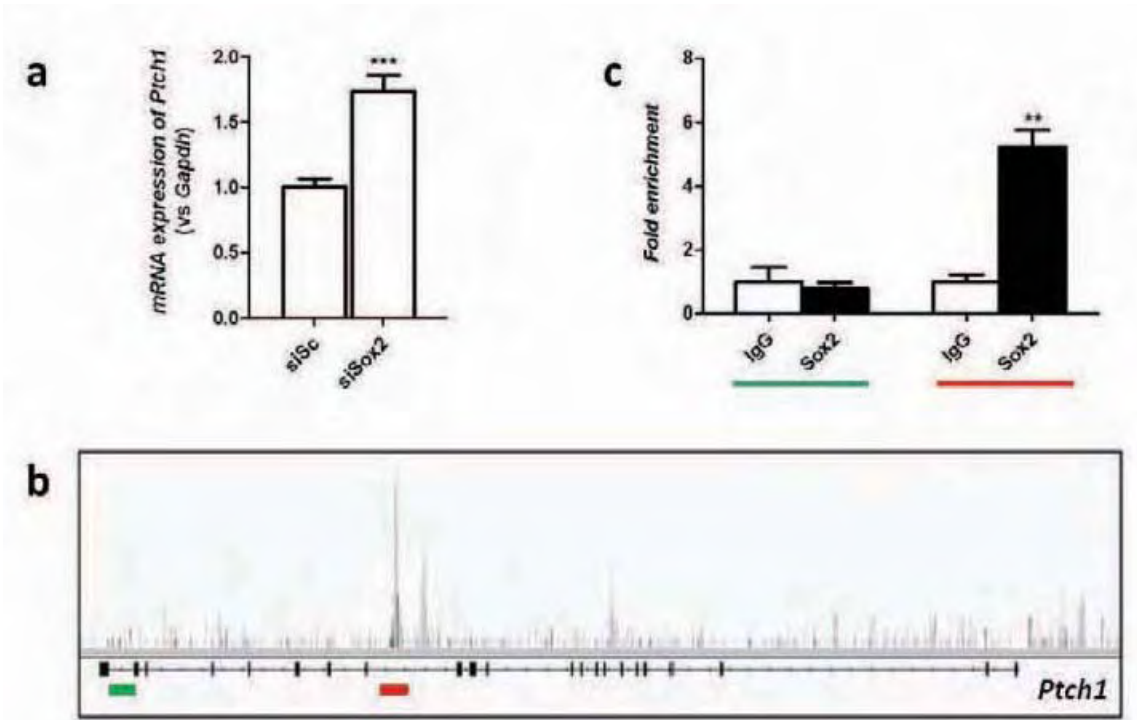 a
mRNA expression of Ptch1
(vs Gapdh)
2.0
1.5
1.0
0.5
0.0
***
siSc
siSox2
c
Fold enrichment
8
6
4
2
0
**
IgG
Sox2
IgG
Sox2
b
Ptch1